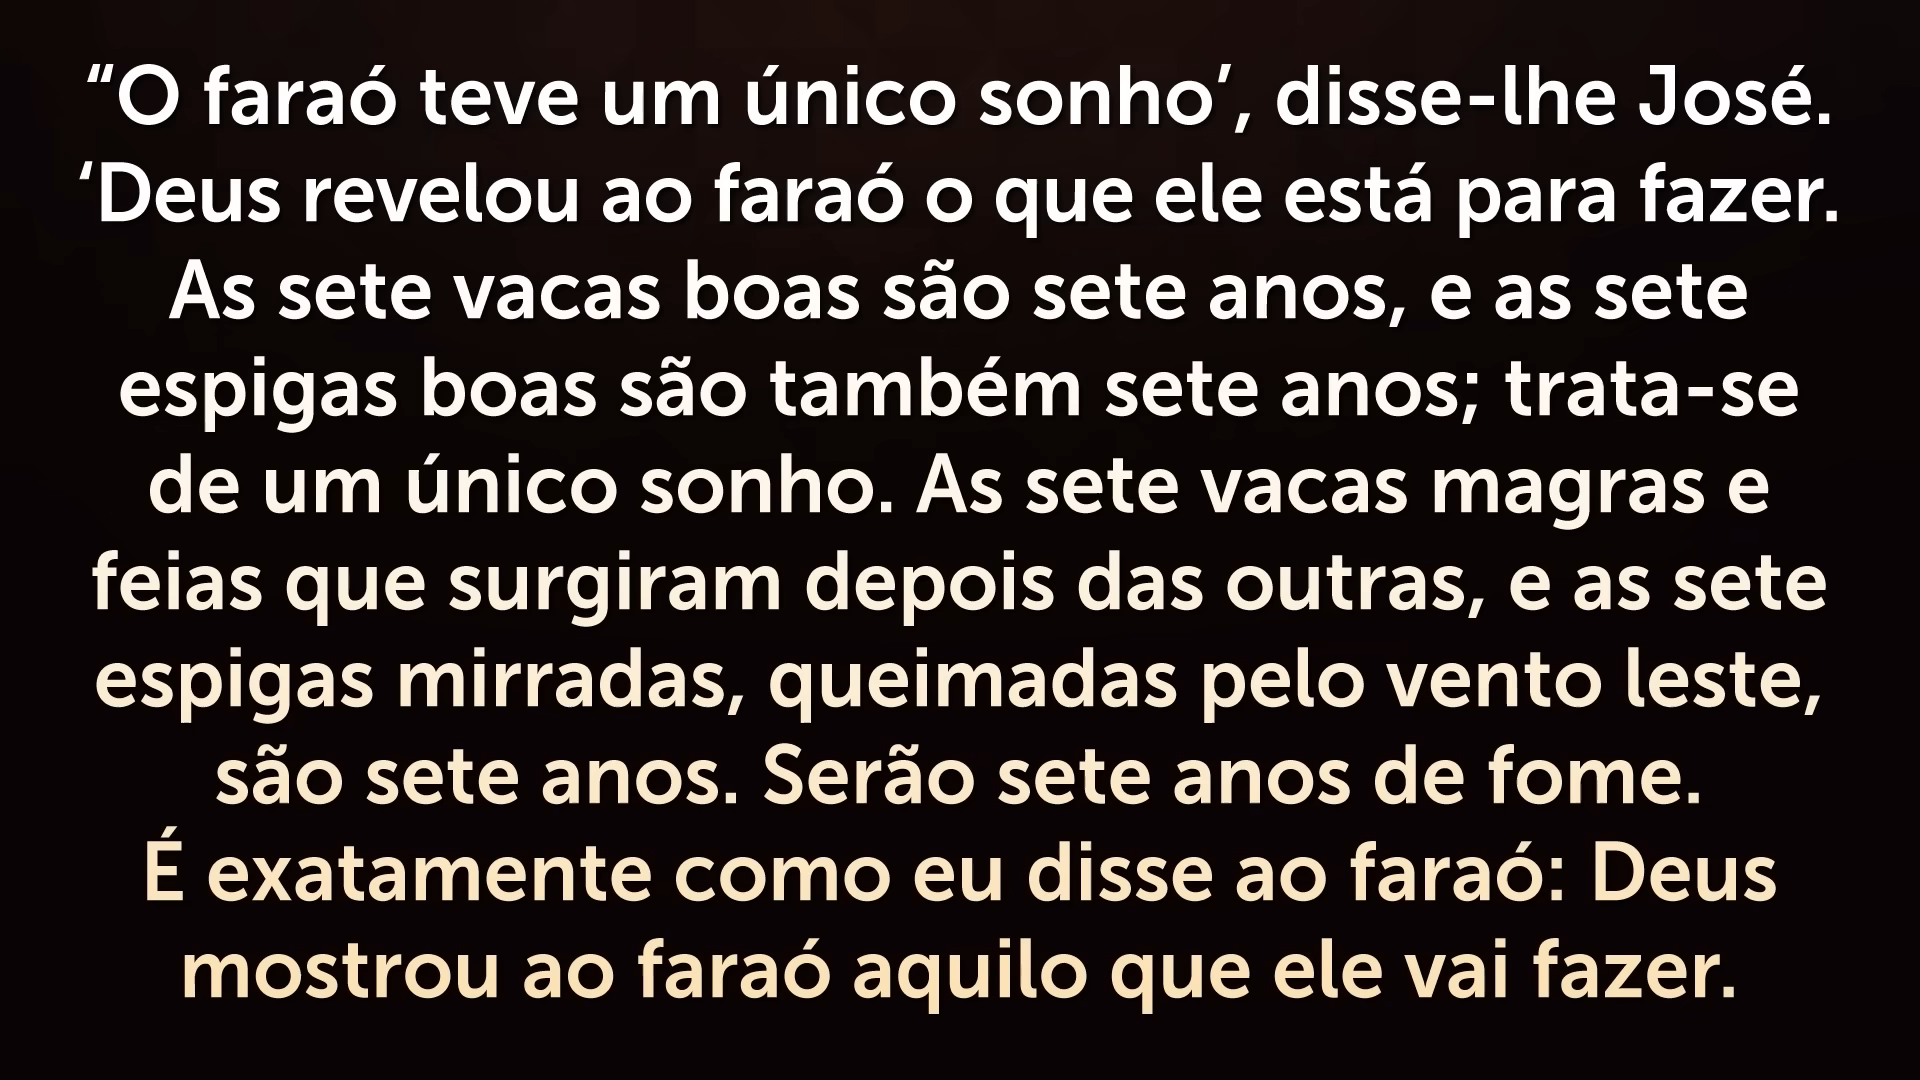 “O faraó teve um único sonho’, disse-lhe José.
‘Deus revelou ao faraó o que ele está para fazer.
As sete vacas boas são sete anos, e as sete
espigas boas são também sete anos; trata-se
de um único sonho. As sete vacas magras e
feias que surgiram depois das outras, e as sete
espigas mirradas, queimadas pelo vento leste,
são sete anos. Serão sete anos de fome.
É exatamente como eu disse ao faraó: Deus
mostrou ao faraó aquilo que ele vai fazer.